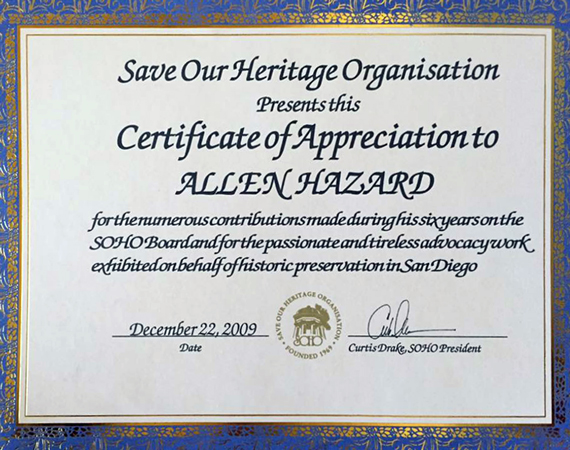 Save Our Heritage Organisation
Presents this
Certificate of Appreciation to
ALLEN HAZARD
for the numerous contributions made during his six years on the
SOHO Board and for the passionate and tireless advocacy work
exhibited on behalf of historic preservation in San Diego
December 22, 2009
Date
SAVE OUR HERITAGE ORGANISATION
SOHO
FOUNDED 1969
Curtis Drake, SOHO President